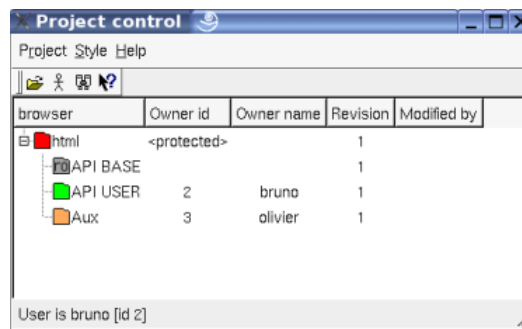 Project control
Project Style Help
browser Owner id Owner name Revision Modified by
html <protected> 1
ro API BASE 1
API USER 2 bruno 1
Aux 3 olivier 1
User is bruno [id 2]